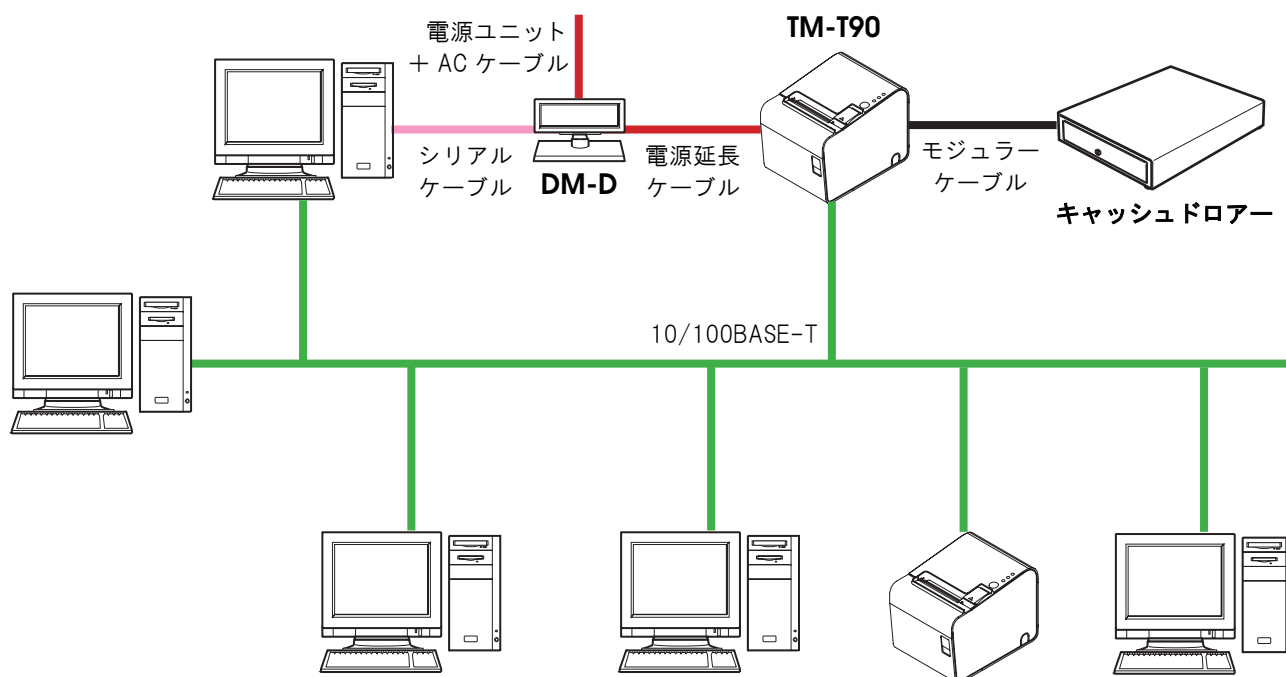 電源ユニット
＋ AC ケーブル
TM-T90
シリアル
ケーブル
DM-D
電源延長
ケーブル
モジュラー
ケーブル
キャッシュドロアー
10/100BASE-T